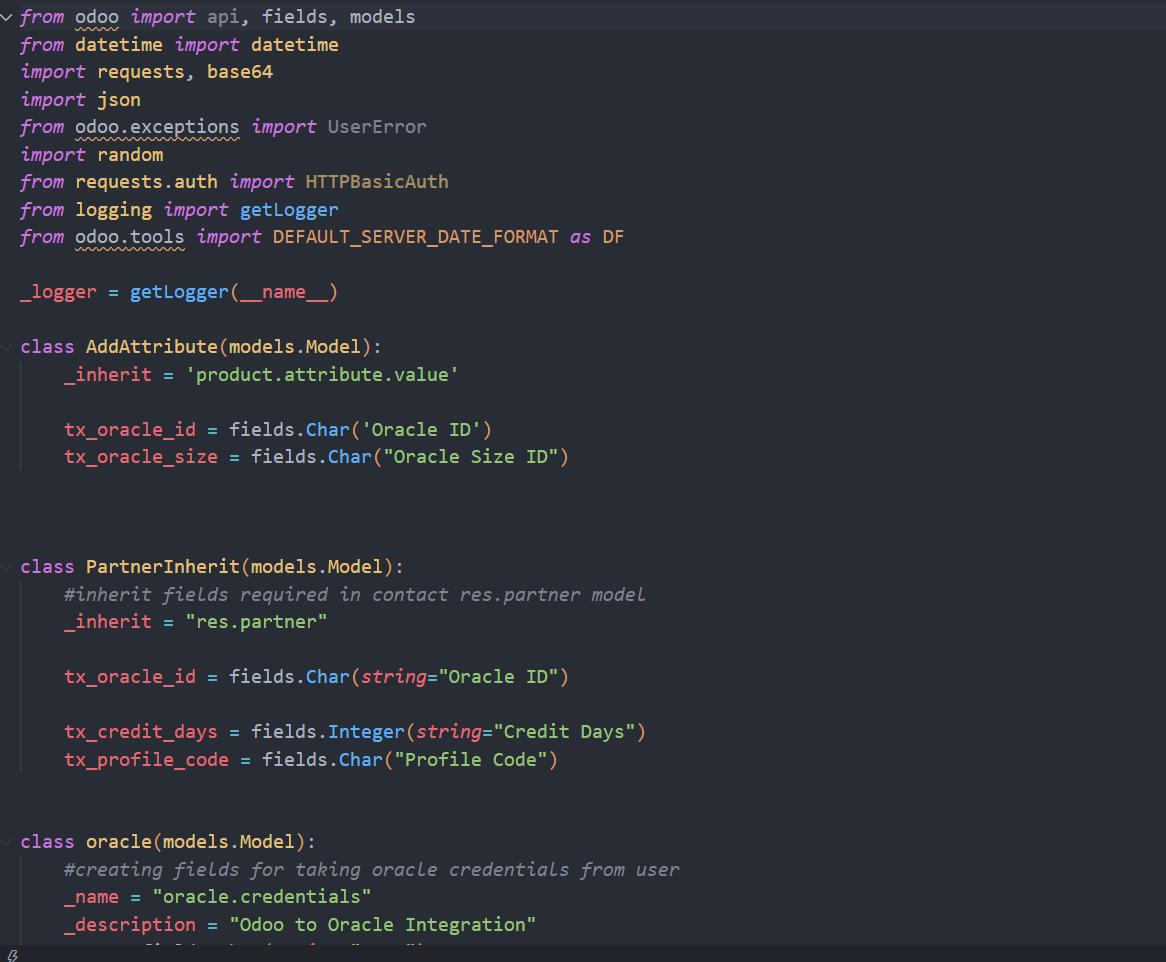 from odoo import api, fields, models
from datetime import datetime
import requests, base64
import json
from odoo.exceptions import UserError
import random
from requests.auth import HTTPBasicAuth
from logging import getLogger
from odoo.tools import DEFAULT_SERVER_DATE_FORMAT as DF
_logger = getLogger(__name__)
class AddAttribute(models.Model):
_inherit = 'product.attribute.value'
tx_oracle_id = fields.Char('Oracle ID')
tx_oracle_size = fields.Char("Oracle Size ID")
class PartnerInherit(models.Model):
#inherit fields required in contact res.partner model
_inherit = "res.partner"
tx_oracle_id = fields.Char(string="Oracle ID")
tx_credit_days = fields.Integer(string="Credit Days")
tx_profile_code = fields.Char("Profile Code")
class oracle(models.Model):
#creating fields for taking oracle credentials from user
_name = "oracle.credentials"
_description = "Odoo to Oracle Integration"